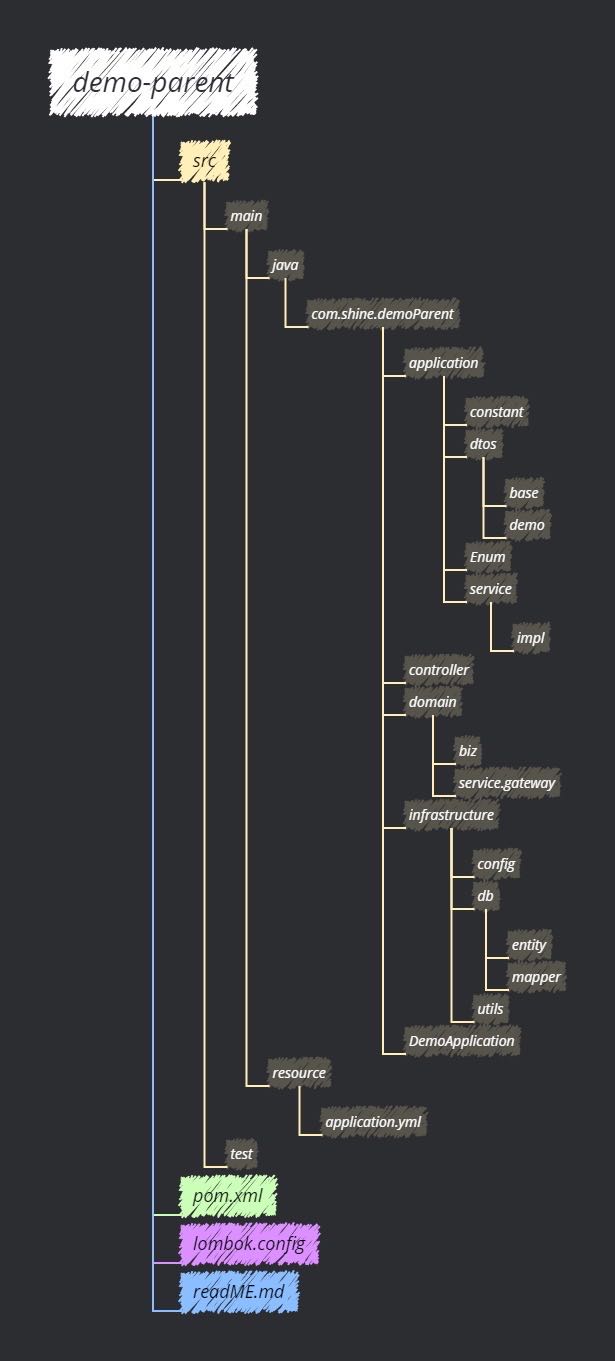 demo-parent
src
main
java
com.shine.demoParent
application
constant
dtos
base
demo
Enum
service
impl
controller
domain
biz
service.gateway
infrastructure
config
db
entity
mapper
utils
DemoApplication
resource
application.yml
test
pom.xml
lombok.config
readME.md